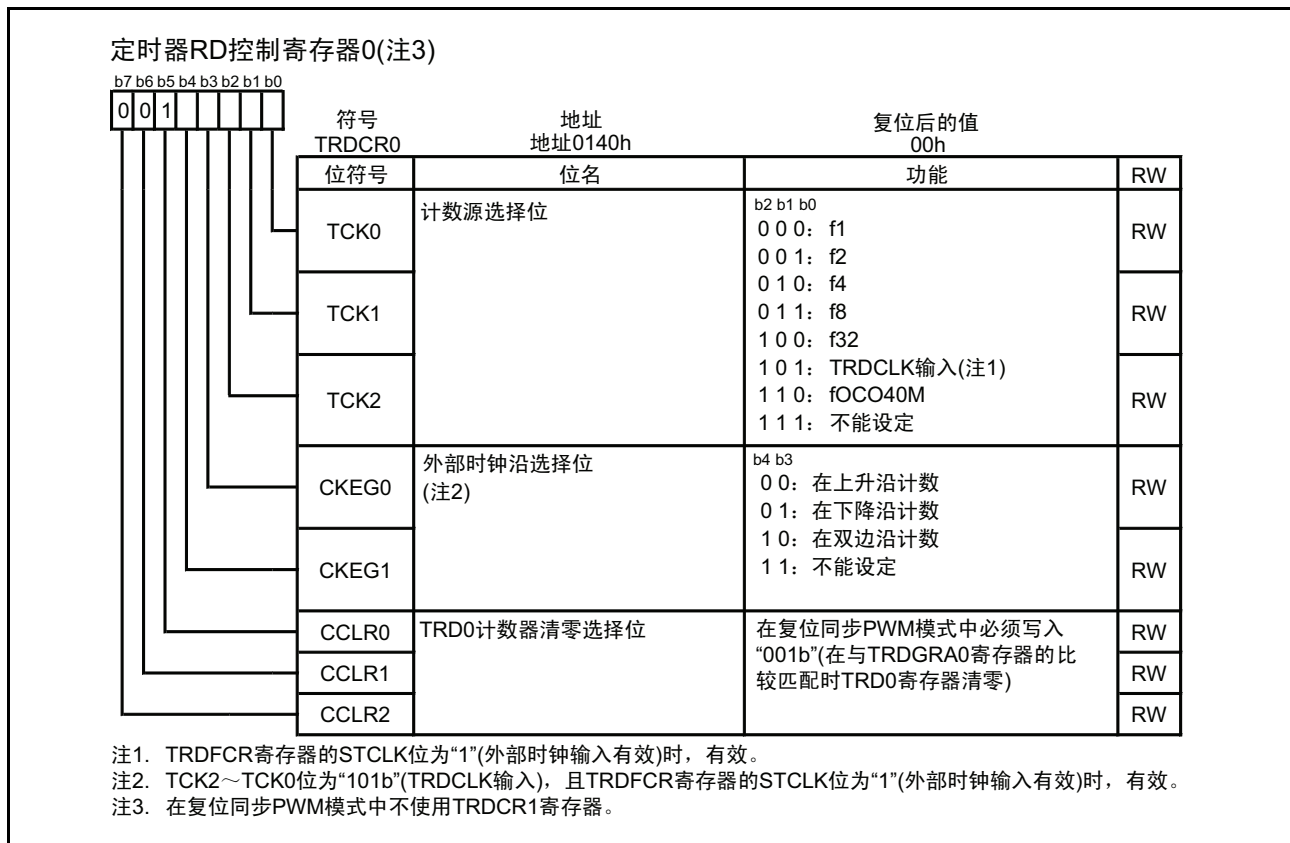 定时器RD控制寄存器0(注3)
b7 b6 b5 b4 b3 b2 b1 b0
0 0 1
符号 地址 复位后的值
TRDCR0 地址0140h 00h
位符号 位名 功能 RW
TCK0 计数源选择位 b2 b1 b0 RW
0 0 0：f1
0 0 1：f2
TCK1 0 1 0：f4 RW
0 1 1：f8
1 0 0：f32
TCK2 1 0 1：TRDCLK输入(注1) RW
1 1 0：fOCO40M
1 1 1：不能设定
CKEG0 外部时钟沿选择位 b4 b3 RW
(注2) 0 0：在上升沿计数
0 1：在下降沿计数
CKEG1 1 0：在双边沿计数 RW
1 1：不能设定
CCLR0 TRD0计数器清零选择位 在复位同步PWM模式中必须写入 RW
CCLR1 “001b”(在与TRDGRA0寄存器的比 RW
较匹配时TRD0寄存器清零)
CCLR2 RW
注1. TRDFCR寄存器的STCLK位为“1”(外部时钟输入有效)时，有效。
注2. TCK2～TCK0位为“101b”(TRDCLK输入)，且TRDFCR寄存器的STCLK位为“1”(外部时钟输入有效)时，有效。
注3. 在复位同步PWM模式中不使用TRDCR1寄存器。